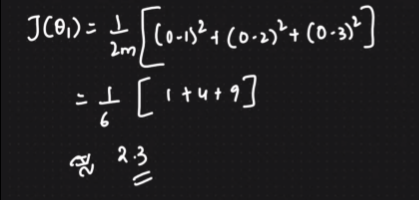 J(θ₁) = 1/2m [(0-1)² + (0-2)² + (0-3)²]
= 1/6 [1+4+9]
≈ 2.3